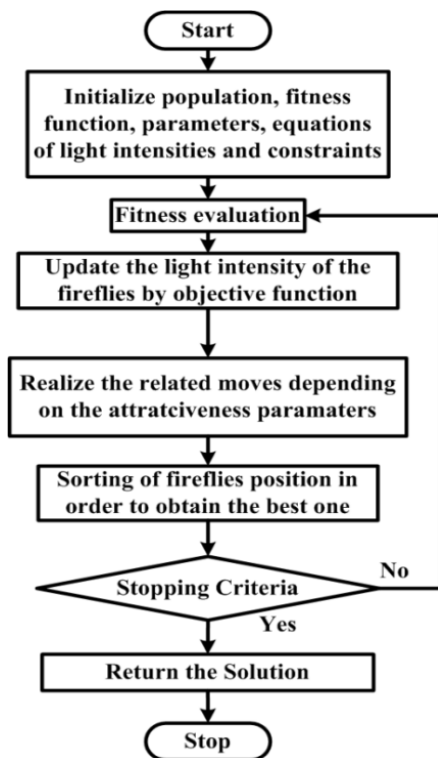 Start
Initialize population, fitness
function, parameters, equations
of light intensities and constraints
Fitness evaluation
Update the light intensity of the
fireflies by objective function
Realize the related moves depending
on the attratciveness paramaters
Sorting of fireflies position in
order to obtain the best one
Stopping Criteria
No
Yes
Return the Solution
Stop